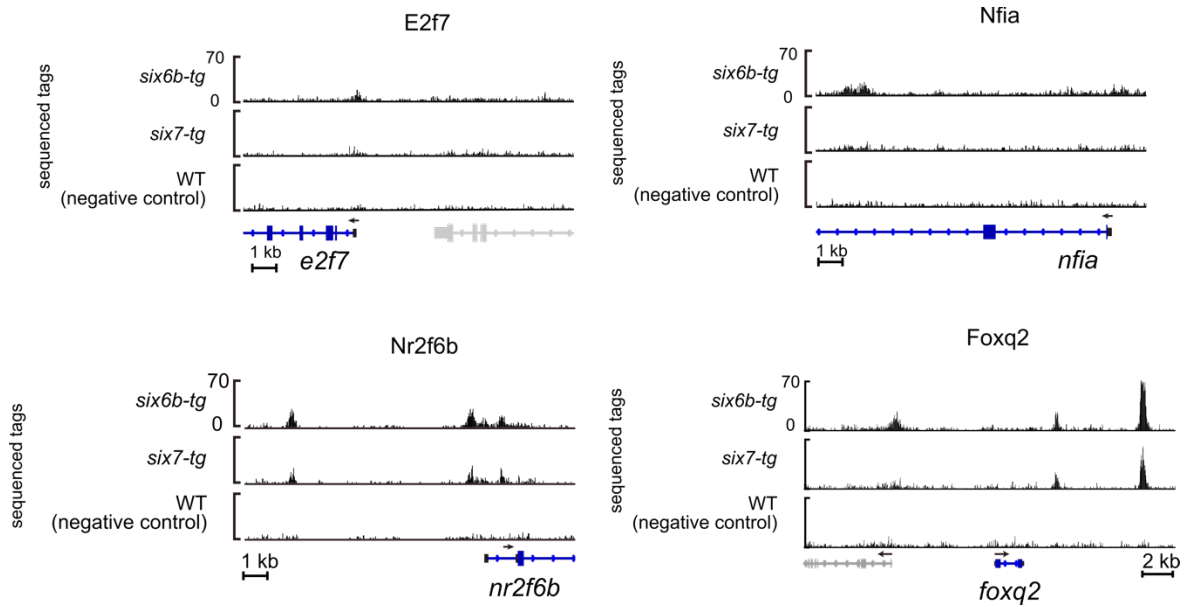 E2f7
sequenced tags
70
six6b-tg
0
six7-tg
WT
(negative control)
1 kb
e2f7
Nfia
sequenced tags
70
six6b-tg
0
six7-tg
WT
(negative control)
1 kb
nfia
Nr2f6b
sequenced tags
70
six6b-tg
0
six7-tg
WT
(negative control)
1 kb
nr2f6b
Foxq2
sequenced tags
70
six6b-tg
0
six7-tg
WT
(negative control)
2 kb
foxq2